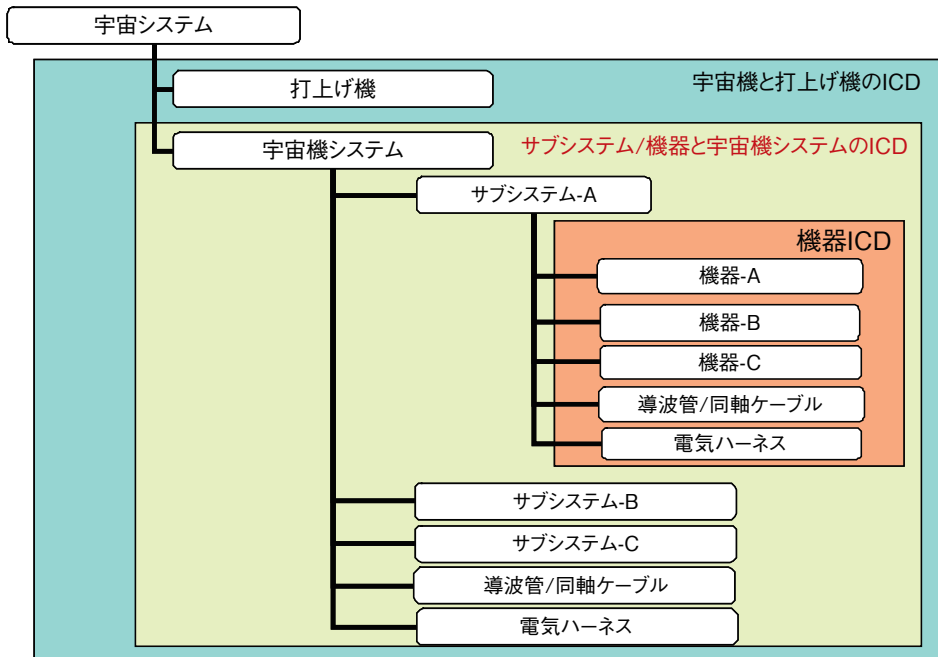 宇宙システム
宇宙機と打上げ機のICD
打上げ機
サブシステム/機器と宇宙機システムのICD
宇宙機システム
サブシステム-A
機器ICD
機器-A
機器-B
機器-C
導波管/同軸ケーブル
電気ハーネス
サブシステム-B
サブシステム-C
導波管/同軸ケーブル
電気ハーネス